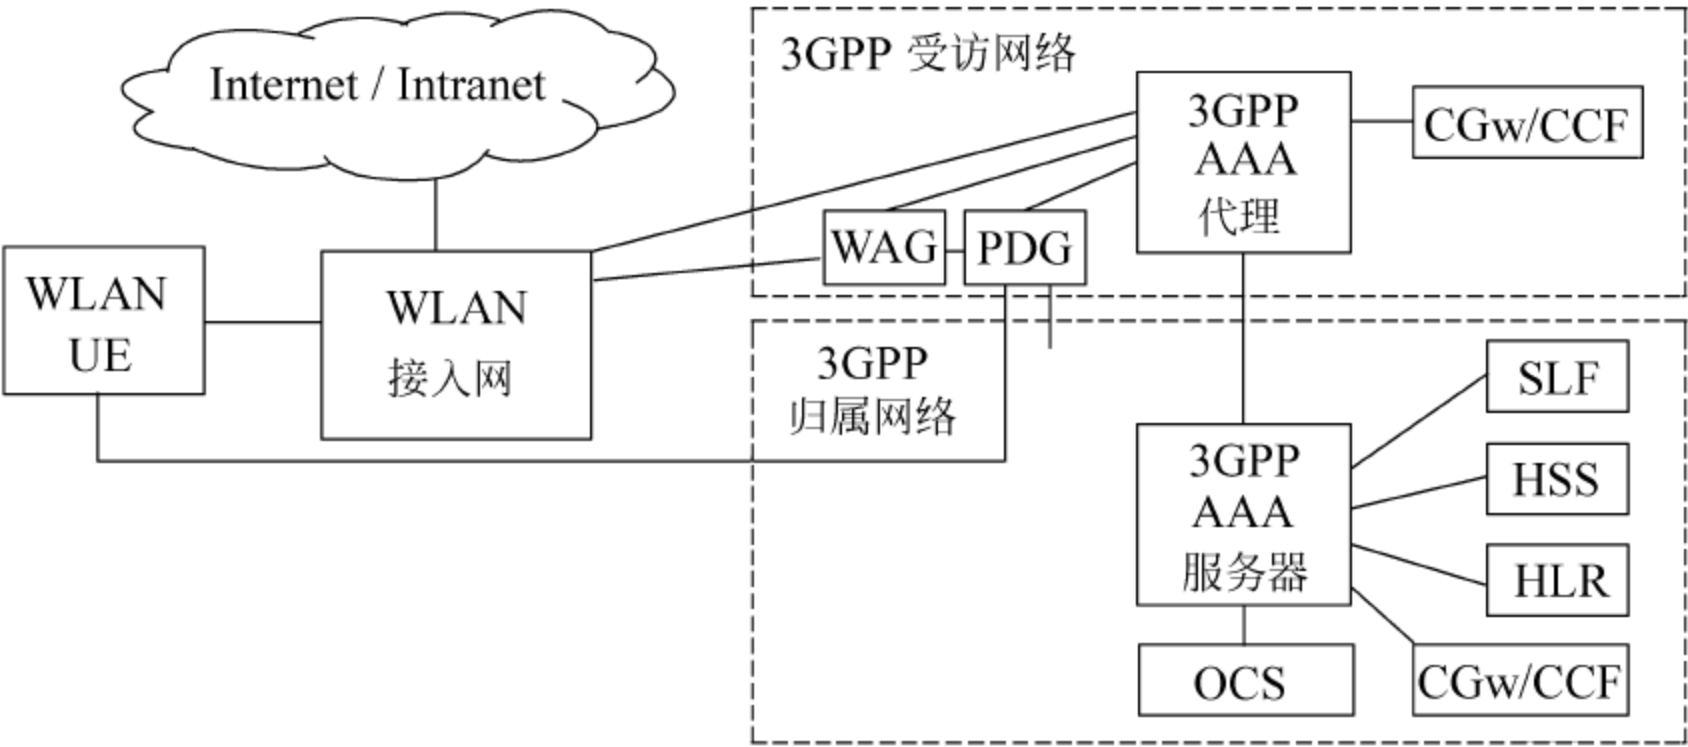 Internet / Intranet
3GPP 受访网络
3GPP
AAA
代理
CGw/CCF
WAG
PDG
WLAN
UE
WLAN
接入网
3GPP
归属网络
3GPP
AAA
服务器
SLF
HSS
HLR
OCS
CGw/CCF